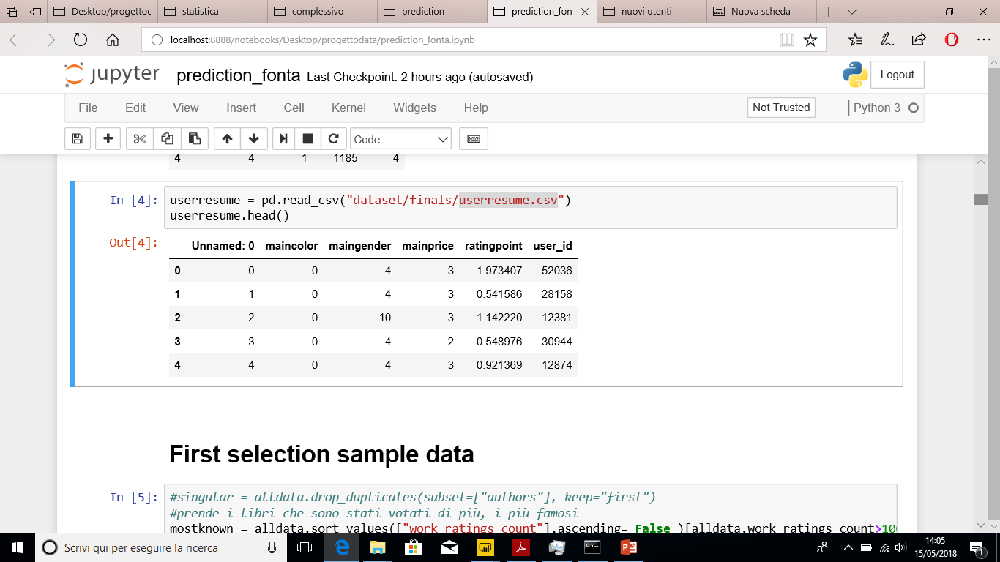 Desktop/progettoc
statistica
complessivo
prediction
prediction_fon
nuovi utenti
Nuova scheda
localhost:8888/notebooks/Desktop/progettodata/prediction_fonta.ipynb
jupyter prediction_fonta Last Checkpoint: 2 hours ago (autosaved)
Logout
File Edit View Insert Cell Kernel Widgets Help
Not Trusted
Python 3
Code
4 4 1 1185 4
In [4]: userresume = pd.read_csv("dataset/finals/userresume.csv")
userresume.head()
Out[4]:
Unnamed: 0 maincolor maingender mainprice ratingpoint user_id
0 0 0 4 3 1.973407 52036
1 1 0 4 3 0.541586 28158
2 2 0 10 3 1.142220 12381
3 3 0 4 2 0.548976 30944
4 4 0 4 3 0.921369 12874
First selection sample data
In [5]: #singular = alldata.drop_duplicates(subset=["authors"], keep="first")
#prende i libri che sono stati votati di più, i più famosi
mostknown = alldata.sort_values(["work_ratings_count"],ascending= False )[alldata.work_ratings_count>10
Scrivi qui per eseguire la ricerca
14:05
15/05/2018
1